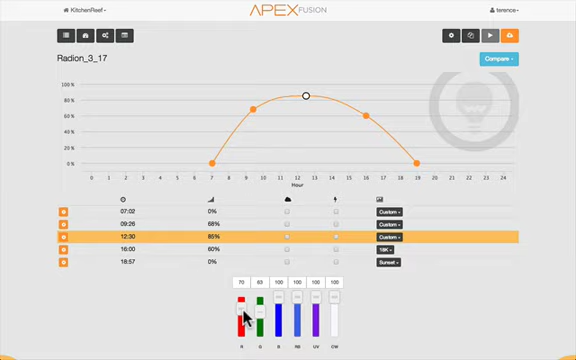 KitchenReef
APEX FUSION
terence
Radion_3_17
Compare
100 %
80 %
60 %
40 %
20 %
0 %
0 1 2 3 4 5 6 7 8 9 10 11 12 13 14 15 16 17 18 19 20 21 22 23 24
Hour
07:02 0% Custom
09:26 68% Custom
12:30 85% Custom
16:00 60% 18K
18:57 0% Sunset
70 63 100 100 100 100
R G B RB UV CW